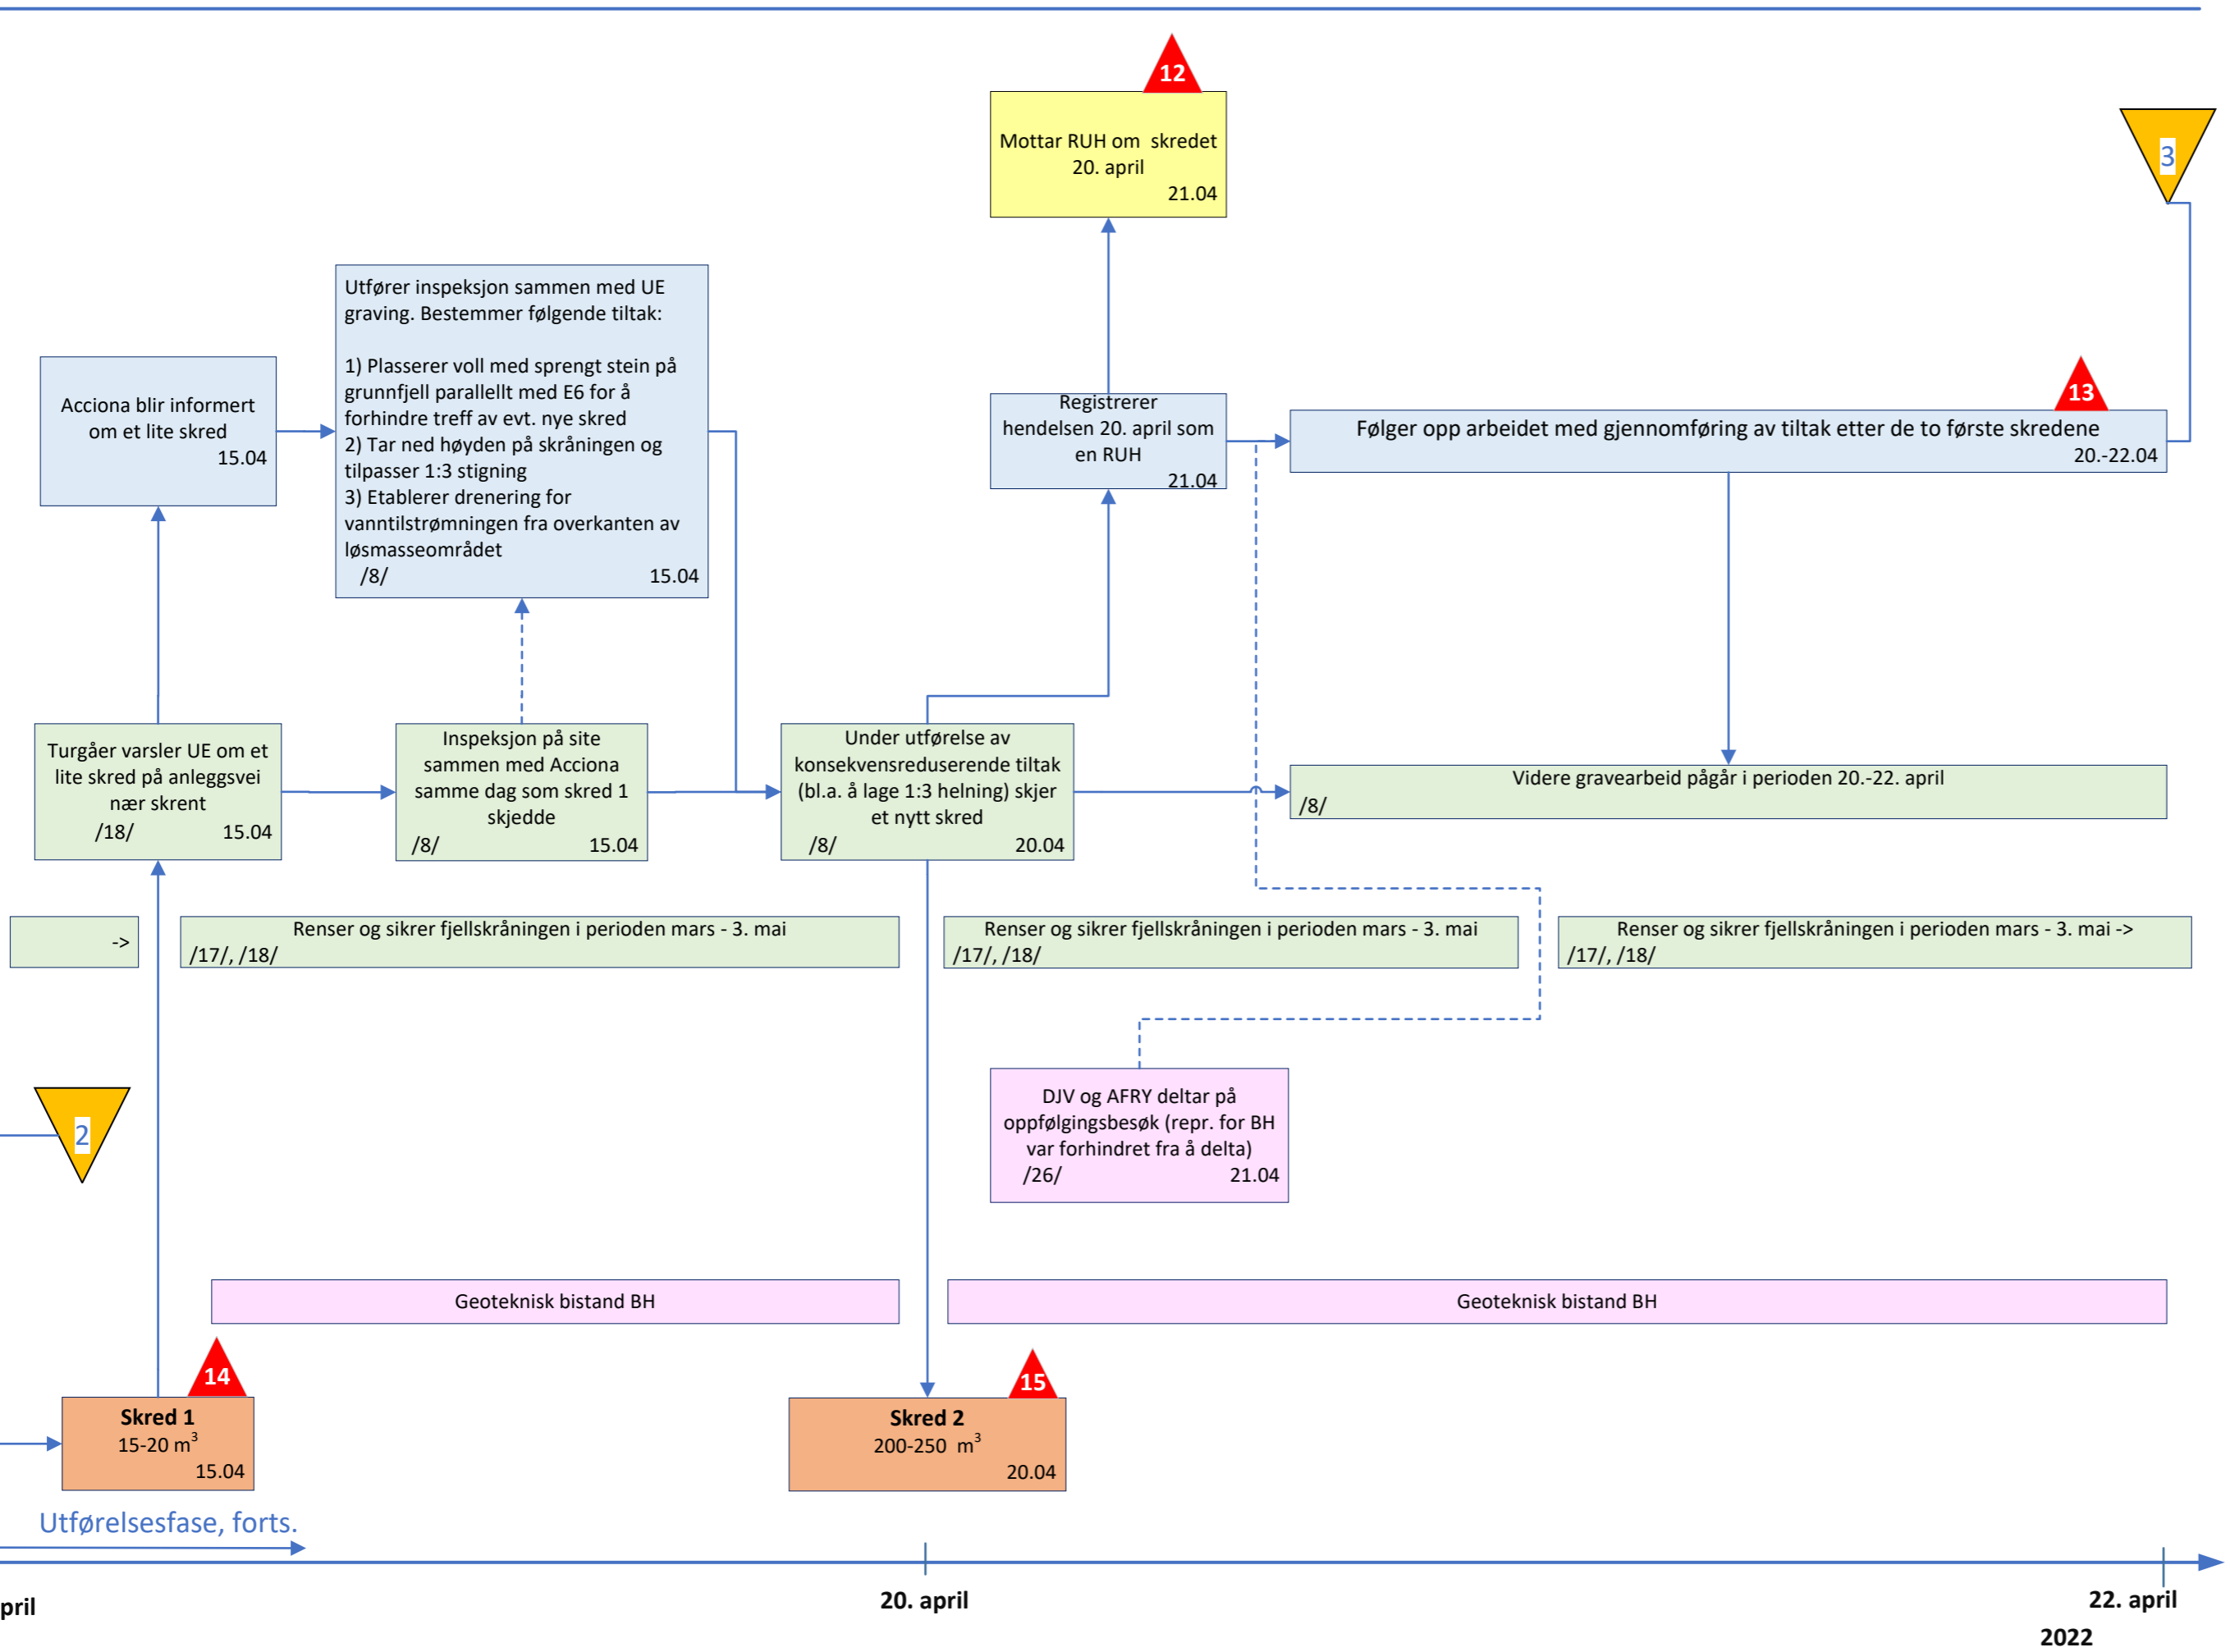 12
Mottar RUH om skredet
20. april
21.04
3
Utfører inspeksjon sammen med UE
graving. Bestemmer følgende tiltak:
1) Plasserer voll med sprengt stein på
grunnfjell parallellt med E6 for å
forhindre treff av evt. nye skred
2) Tar ned høyden på skråningen og
tilpasser 1:3 stigning
3) Etablerer drenering for
vanntilstrømningen fra overkanten av
løsmasseområdet
/8/ 15.04
Acciona blir informert
om et lite skred
15.04
Registrerer
hendelsen 20. april som
en RUH
21.04
13
Følger opp arbeidet med gjennomføring av tiltak etter de to første skredene
20.-22.04
Turgåer varsler UE om et
lite skred på anleggsvei
nær skrent
/18/ 15.04
Inspeksjon på site
sammen med Acciona
samme dag som skred 1
skjedde
/8/ 15.04
Under utførelse av
konsekvensreduserende tiltak
(bl.a. å lage 1:3 helning) skjer
et nytt skred
/8/ 20.04
Videre gravearbeid pågår i perioden 20.-22. april
/8/
->
Renser og sikrer fjellskråningen i perioden mars - 3. mai
/17/, /18/
Renser og sikrer fjellskråningen i perioden mars - 3. mai
/17/, /18/
Renser og sikrer fjellskråningen i perioden mars - 3. mai ->
/17/, /18/
2
DJV og AFRY deltar på
oppfølgingsbesøk (repr. for BH
var forhindret fra å delta)
/26/ 21.04
Geoteknisk bistand BH
Geoteknisk bistand BH
14
Skred 1
15-20 m³
15.04
15
Skred 2
200-250 m³
20.04
Utførelsesfase, forts.
pril
20. april
22. april
2022